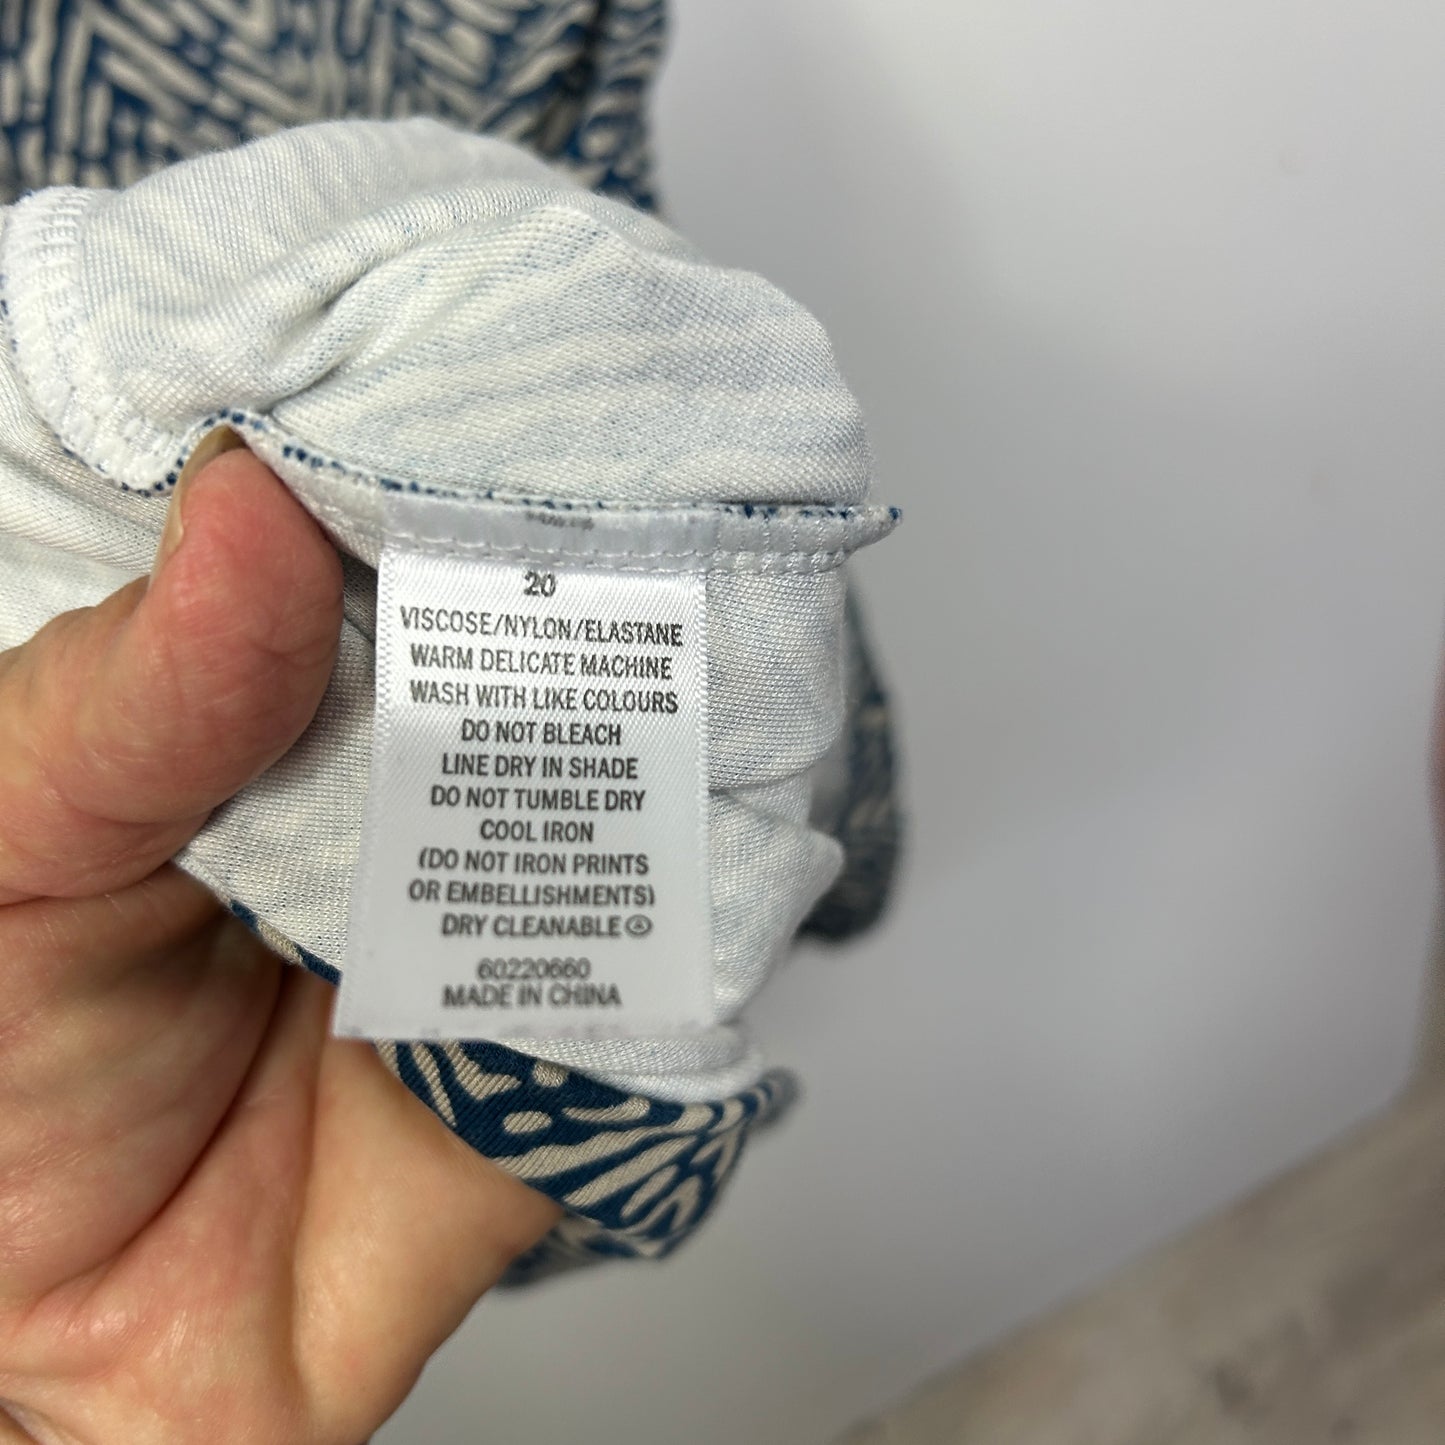 20
VISCOSE/NYLON/ELASTANE
WARM DELICATE MACHINE
WASH WITH LIKE COLOURS
DO NOT BLEACH
LINE DRY IN SHADE
DO NOT TUMBLE DRY
COOL IRON
(DO NOT IRON PRINTS
OR EMBELLISHMENTS)
DRY CLEANABLE Ⓐ
60220660
MADE IN CHINA